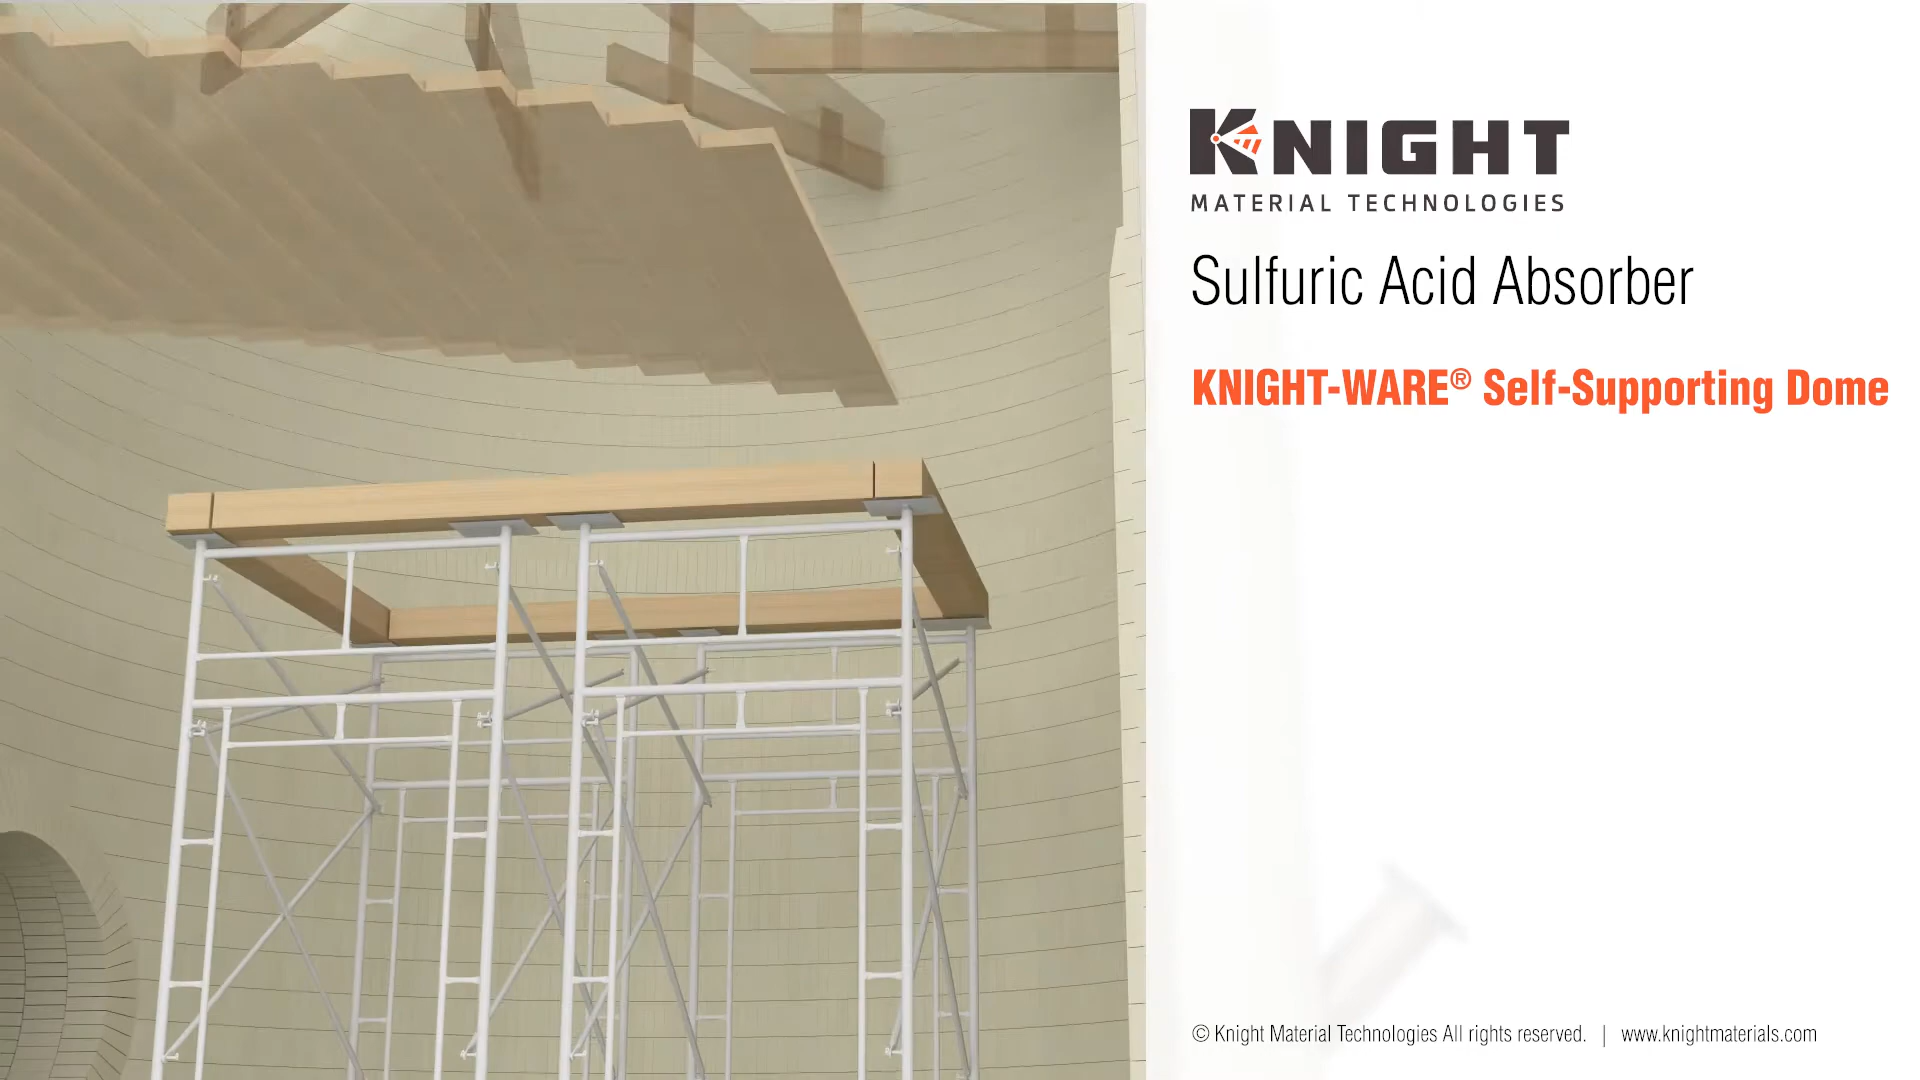 KNIGHT
MATERIAL TECHNOLOGIES
Sulfuric Acid Absorber
KNIGHT-WARE® Self-Supporting Dome
© Knight Material Technologies All rights reserved. | www.knightmaterials.com